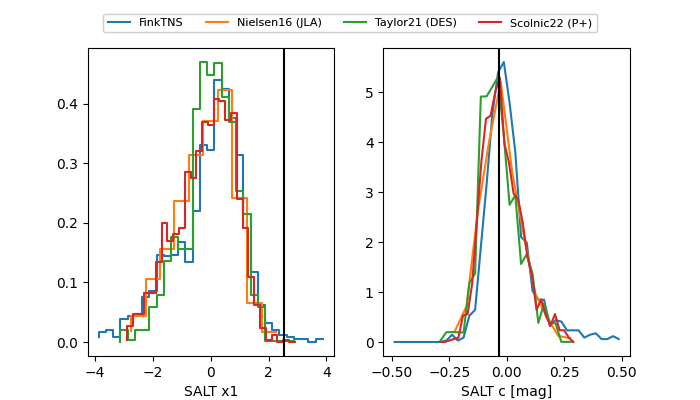 FinkTNS Nielsen16 (JLA) Taylor21 (DES) Scolnic22 (P+)
0.4
0.3
0.2
0.1
0.0
−4 −2 0 2 4
SALT x1
5
4
3
2
1
0
−0.50 −0.25 0.00 0.25 0.50
SALT c [mag]